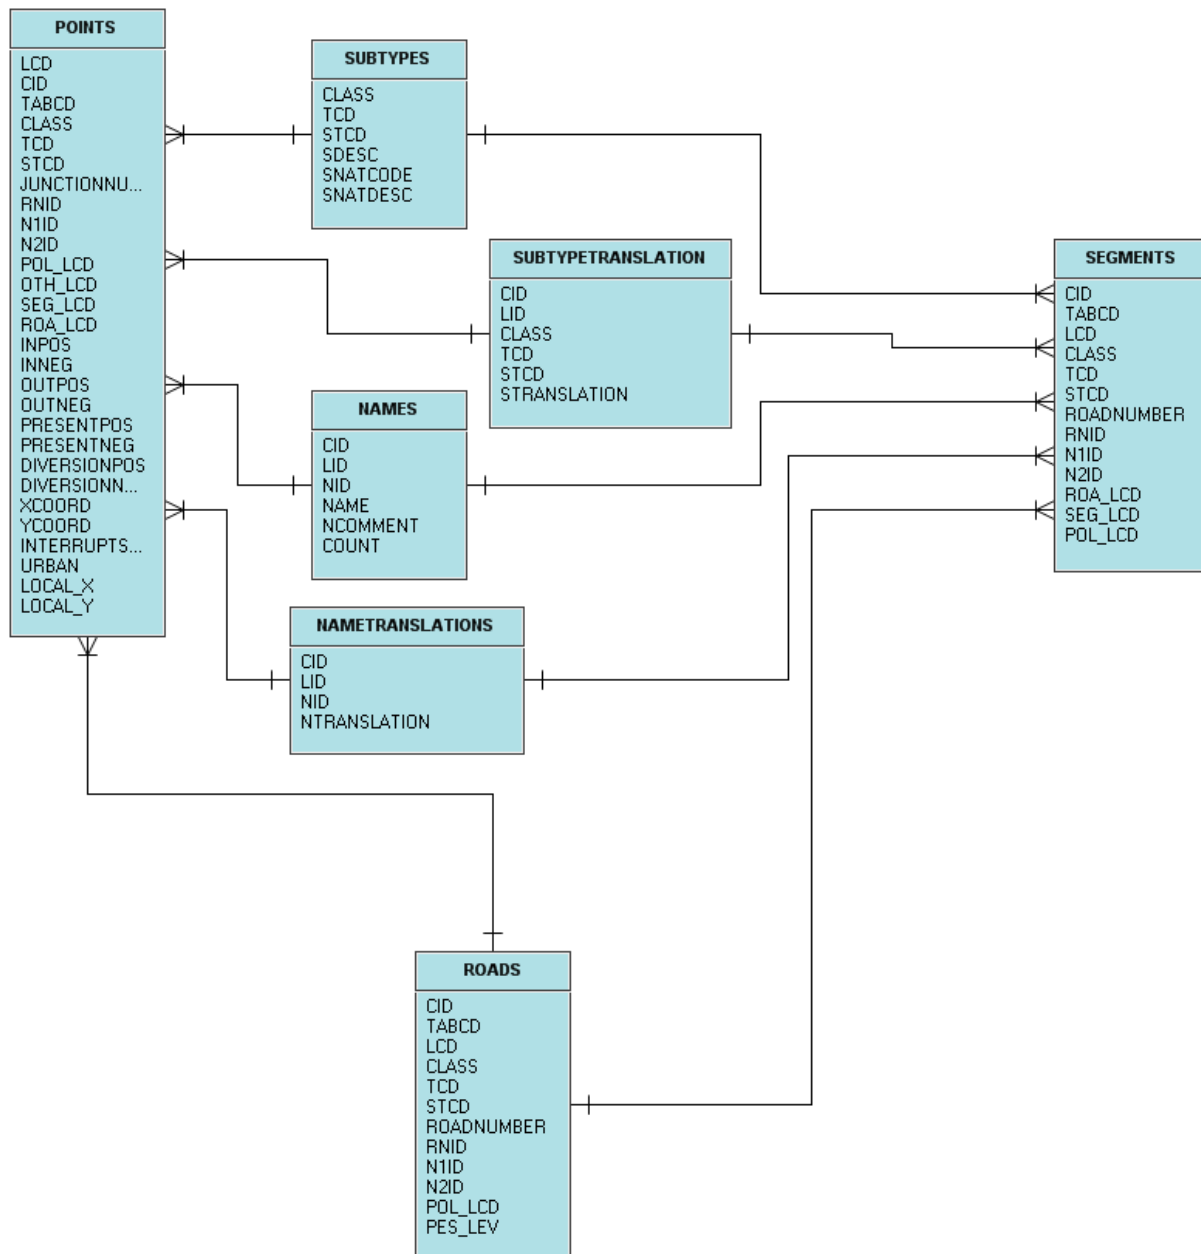 POINTS
LCD
CID
TABCD
CLASS
TCD
STCD
JUNCTIONNU...
RNID
N1ID
N2ID
POL_LCD
OTH_LCD
SEG_LCD
ROA_LCD
INPOS
INNEG
OUTPOS
OUTNEG
PRESENTPOS
PRESENTNEG
DIVERSIONPOS
DIVERSIONN...
XCOORD
YCOORD
INTERRUPTS...
URBAN
LOCAL_X
LOCAL_Y
SUBTYPES
CLASS
TCD
STCD
SDESC
SNATCODE
SNATDESC
SUBTYPETRANSLATION
CID
LID
CLASS
TCD
STCD
STRANSLATION
NAMES
CID
LID
NID
NAME
NCOMMENT
COUNT
NAMETRANSLATIONS
CID
LID
NID
NTRANSLATION
SEGMENTS
CID
TABCD
LCD
CLASS
TCD
STCD
ROADNUMBER
RNID
N1ID
N2ID
ROA_LCD
SEG_LCD
POL_LCD
ROADS
CID
TABCD
LCD
CLASS
TCD
STCD
ROADNUMBER
RNID
N1ID
N2ID
POL_LCD
PES_LEV